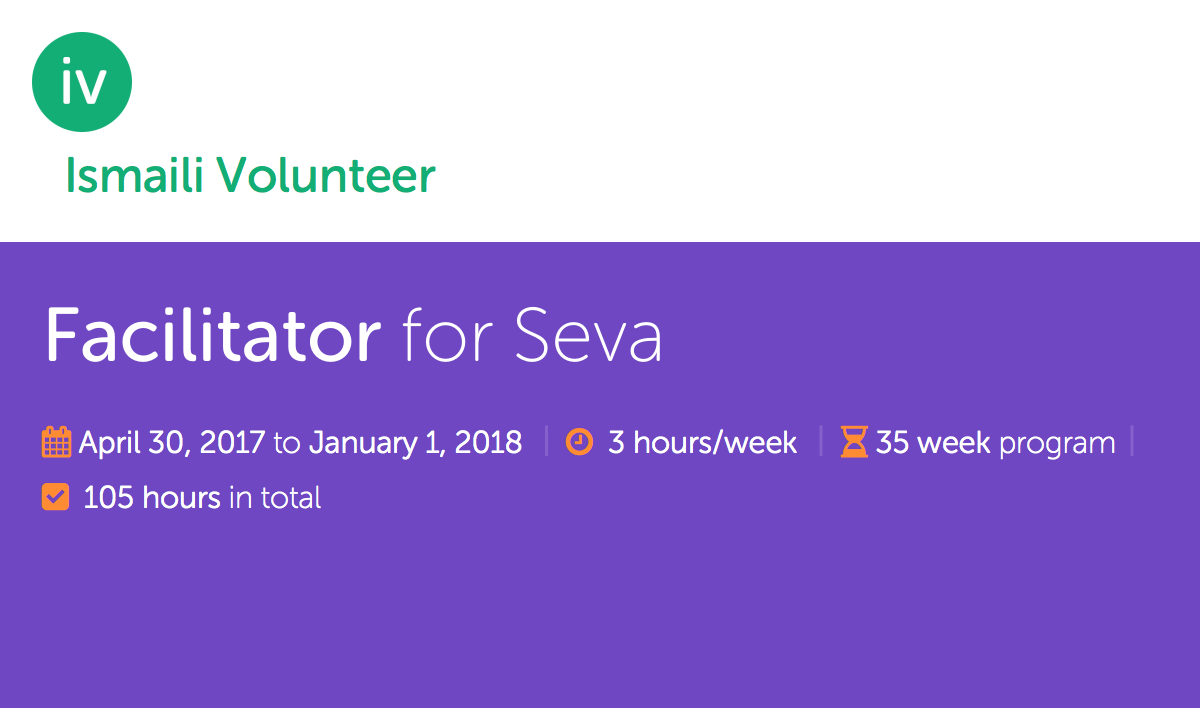 iv
Ismaili Volunteer
Facilitator for Seva
April 30, 2017 to January 1, 2018 | 3 hours/week | 35 week program |
105 hours in total